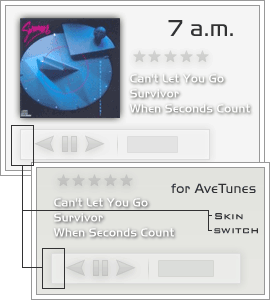 7 a.m.
Can't Let You Go
Survivor
When Seconds Count
for AveTunes
Can't Let You Go
Survivor
When Seconds Count
Skin
switch